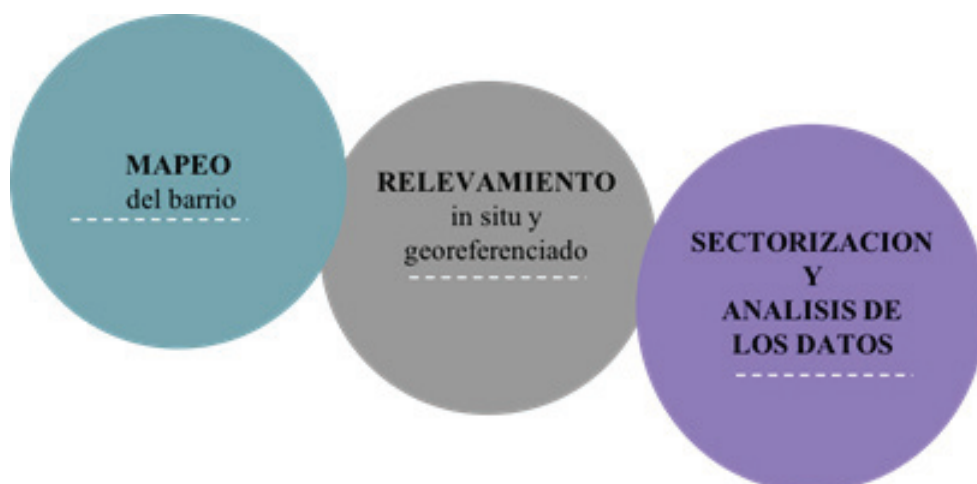 MAPEO
del barrio
RELEVAMIENTO
in situ y
georeferenciado
SECTORIZACION
Y
ANALISIS DE
LOS DATOS